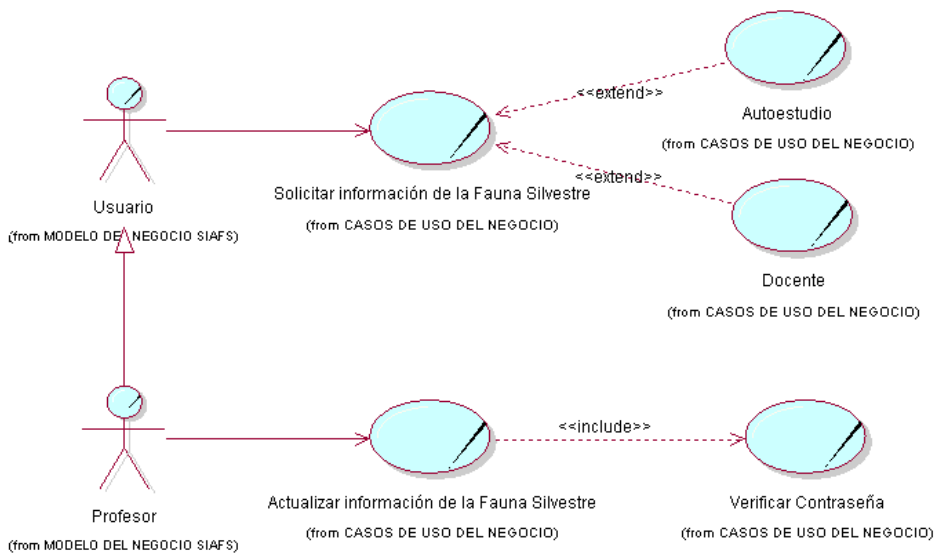 <<extend>>
Autoestudio
(from CASOS DE USO DEL NEGOCIO)
Usuario
(from MODELO DEL NEGOCIO SIAFS)
Solicitar información de la Fauna Silvestre
(from CASOS DE USO DEL NEGOCIO)
<<extend>>
Docente
(from CASOS DE USO DEL NEGOCIO)
<<include>>
Profesor
(from MODELO DEL NEGOCIO SIAFS)
Actualizar información de la Fauna Silvestre
(from CASOS DE USO DEL NEGOCIO)
Verificar Contraseña
(from CASOS DE USO DEL NEGOCIO)